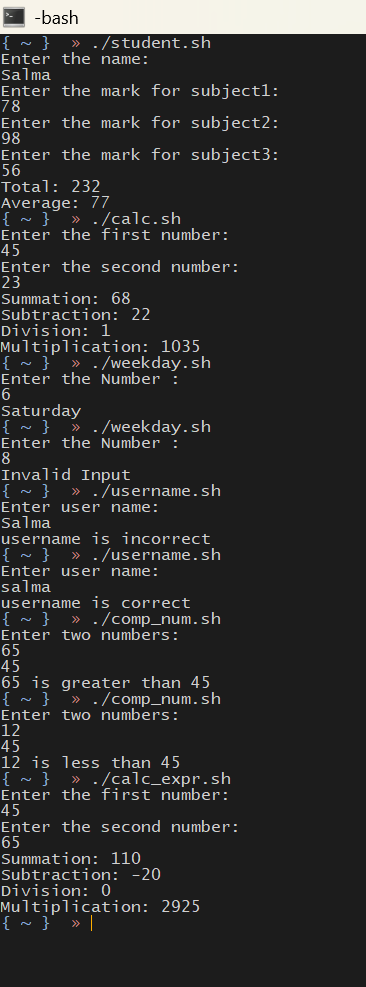 -bash
{ ~ }  » ./student.sh
Enter the name:
Salma
Enter the mark for subject1:
78
Enter the mark for subject2:
98
Enter the mark for subject3:
56
Total: 232
Average: 77
{ ~ }  » ./calc.sh
Enter the first number:
45
Enter the second number:
23
Summation: 68
Subtraction: 22
Division: 1
Multiplication: 1035
{ ~ }  » ./weekday.sh
Enter the Number :
6
Saturday
{ ~ }  » ./weekday.sh
Enter the Number :
8
Invalid Input
{ ~ }  » ./username.sh
Enter user name:
Salma
username is incorrect
{ ~ }  » ./username.sh
Enter user name:
salma
username is correct
{ ~ }  » ./comp_num.sh
Enter two numbers:
65
45
65 is greater than 45
{ ~ }  » ./comp_num.sh
Enter two numbers:
12
45
12 is less than 45
{ ~ }  » ./calc_expr.sh
Enter the first number:
45
Enter the second number:
65
Summation: 110
Subtraction: -20
Division: 0
Multiplication: 2925
{ ~ }  »